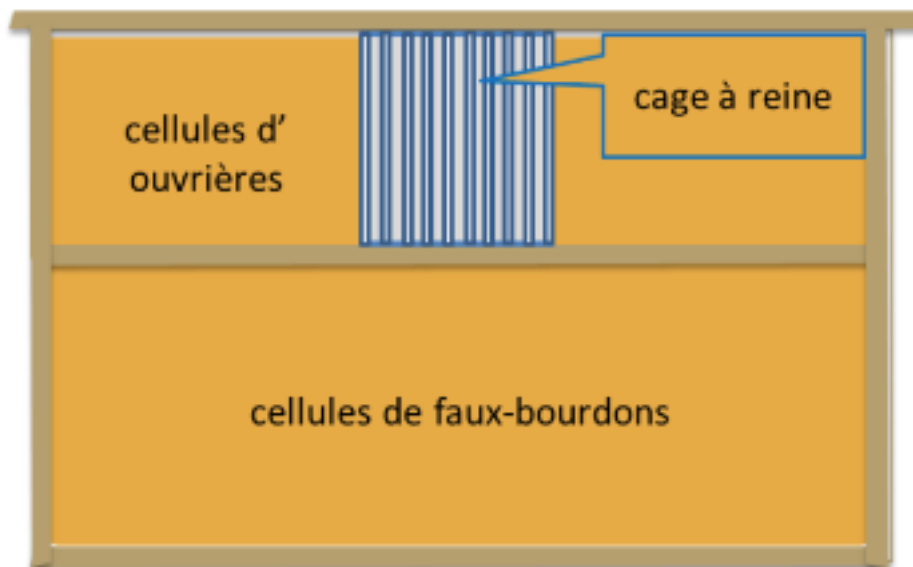 cellules d’
ouvrières
cage à reine
cellules de faux-bourdons